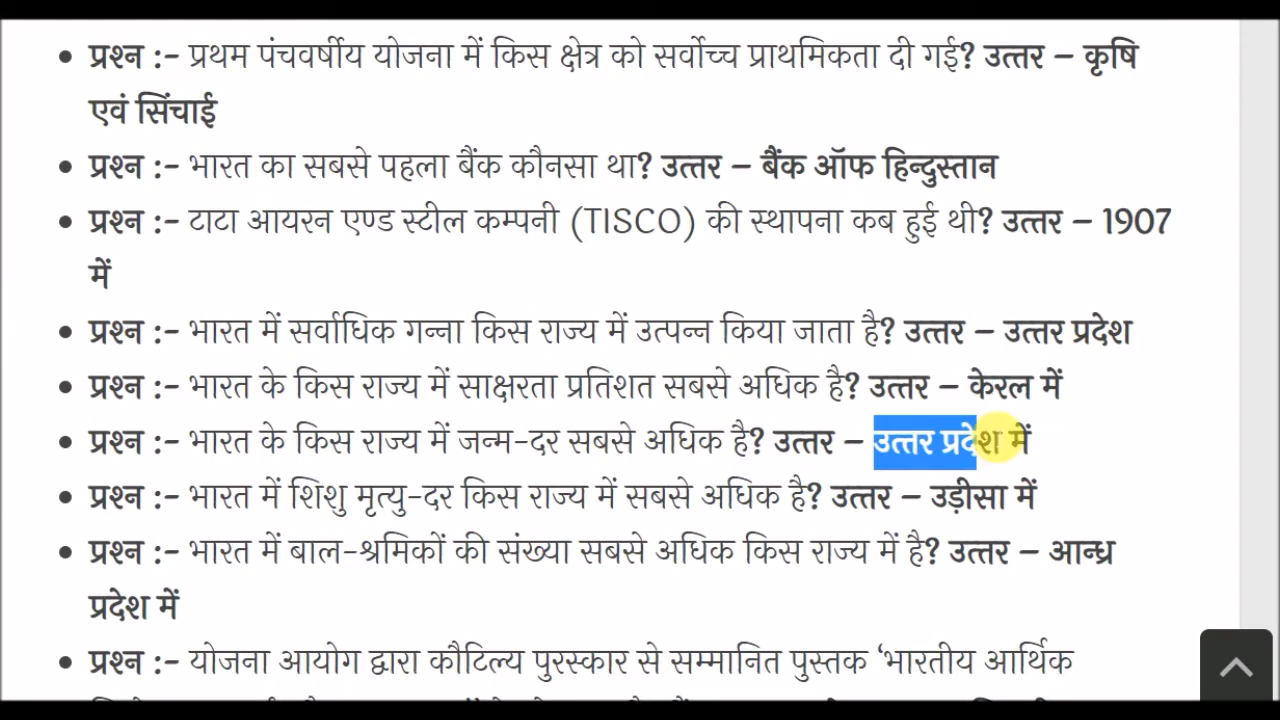 • प्रश्न :- प्रथम पंचवर्षीय योजना में किस क्षेत्र को सर्वोच्च प्राथमिकता दी गई? उत्तर – कृषि
एवं सिंचाई
• प्रश्न :- भारत का सबसे पहला बैंक कौनसा था? उत्तर – बैंक ऑफ हिन्दुस्तान
• प्रश्न :- टाटा आयरन एण्ड स्टील कम्पनी (TISCO) की स्थापना कब हुई थी? उत्तर – 1907
में
• प्रश्न :- भारत में सर्वाधिक गन्ना किस राज्य में उत्पन्न किया जाता है? उत्तर – उत्तर प्रदेश
• प्रश्न :- भारत के किस राज्य में साक्षरता प्रतिशत सबसे अधिक है? उत्तर – केरल में
• प्रश्न :- भारत के किस राज्य में जन्म-दर सबसे अधिक है? उत्तर – उत्तर प्रदेश में
• प्रश्न :- भारत में शिशु मृत्यु-दर किस राज्य में सबसे अधिक है? उत्तर – उड़ीसा में
• प्रश्न :- भारत में बाल-श्रमिकों की संख्या सबसे अधिक किस राज्य में है? उत्तर – आन्ध्र
प्रदेश में
• प्रश्न :- योजना आयोग द्वारा कौटिल्य पुरस्कार से सम्मानित पुस्तक ‘भारतीय आर्थिक